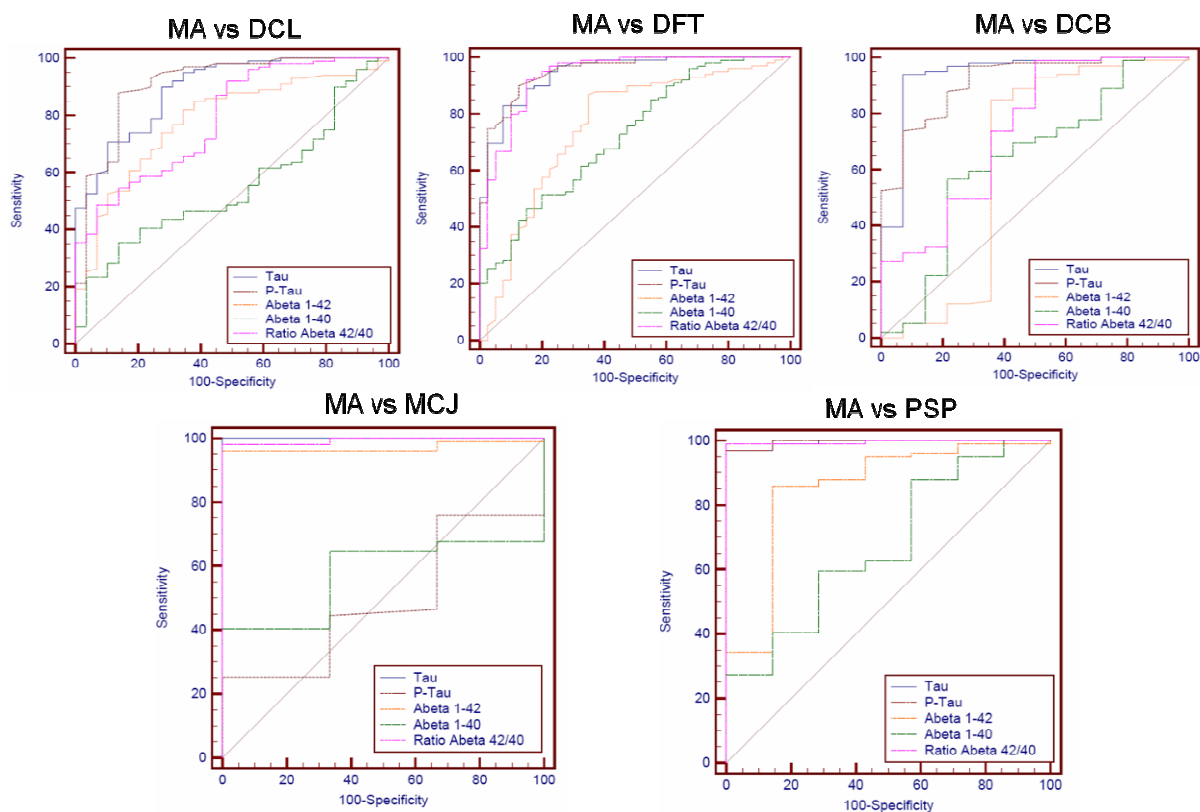 MA vs DCL
100
80
60
40
20
0
Sensitivity
0 20 40 60 80 100
100-Specificity
Tau
P-Tau
Abeta 1-42
Abeta 1-40
Ratio Abeta 42/40
MA vs DFT
100
80
60
40
20
0
Sensitivity
0 20 40 60 80 100
100-Specificity
Tau
P-Tau
Abeta 1-42
Abeta 1-40
Ratio Abeta 42/40
MA vs DCB
100
80
60
40
20
0
Sensitivity
0 20 40 60 80 100
100-Specificity
Tau
P-Tau
Abeta 1-42
Abeta 1-40
Ratio Abeta 42/40
MA vs MCJ
100
80
60
40
20
0
Sensitivity
0 20 40 60 80 100
100-Specificity
Tau
P-Tau
Abeta 1-42
Abeta 1-40
Ratio Abeta 42/40
MA vs PSP
100
80
60
40
20
0
Sensitivity
0 20 40 60 80 100
100-Specificity
Tau
P-Tau
Abeta 1-42
Abeta 1-40
Ratio Abeta 42/40